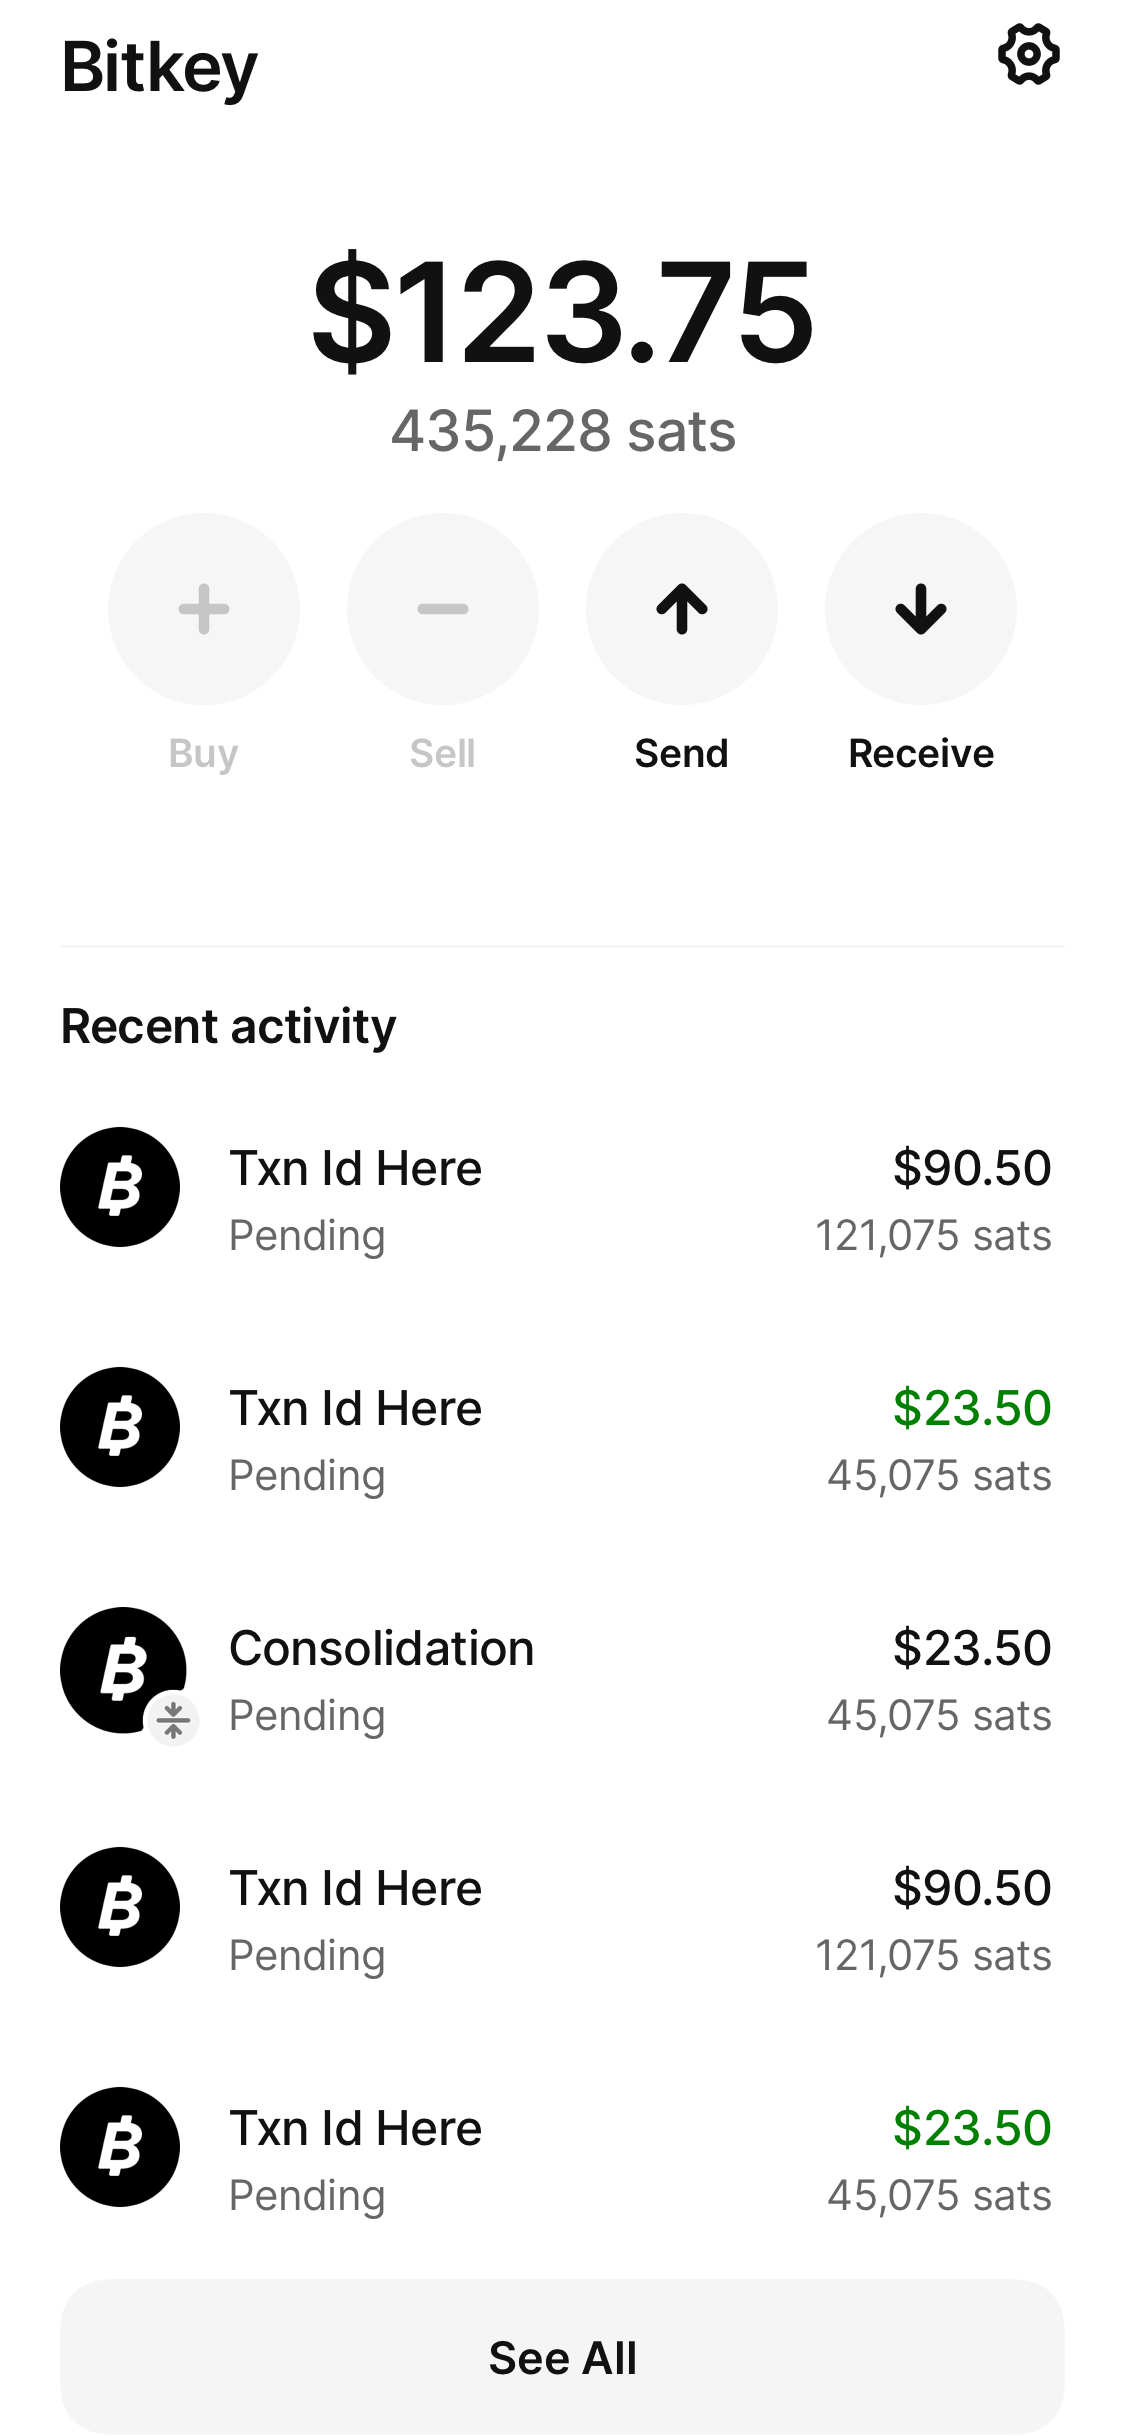 Bitkey
$123.75
435,228 sats
Buy
Sell
Send
Receive
Recent activity
Txn Id Here
$90.50
Pending
121,075 sats
Txn Id Here
$23.50
Pending
45,075 sats
Consolidation
$23.50
Pending
45,075 sats
Txn Id Here
$90.50
Pending
121,075 sats
Txn Id Here
$23.50
Pending
45,075 sats
See All